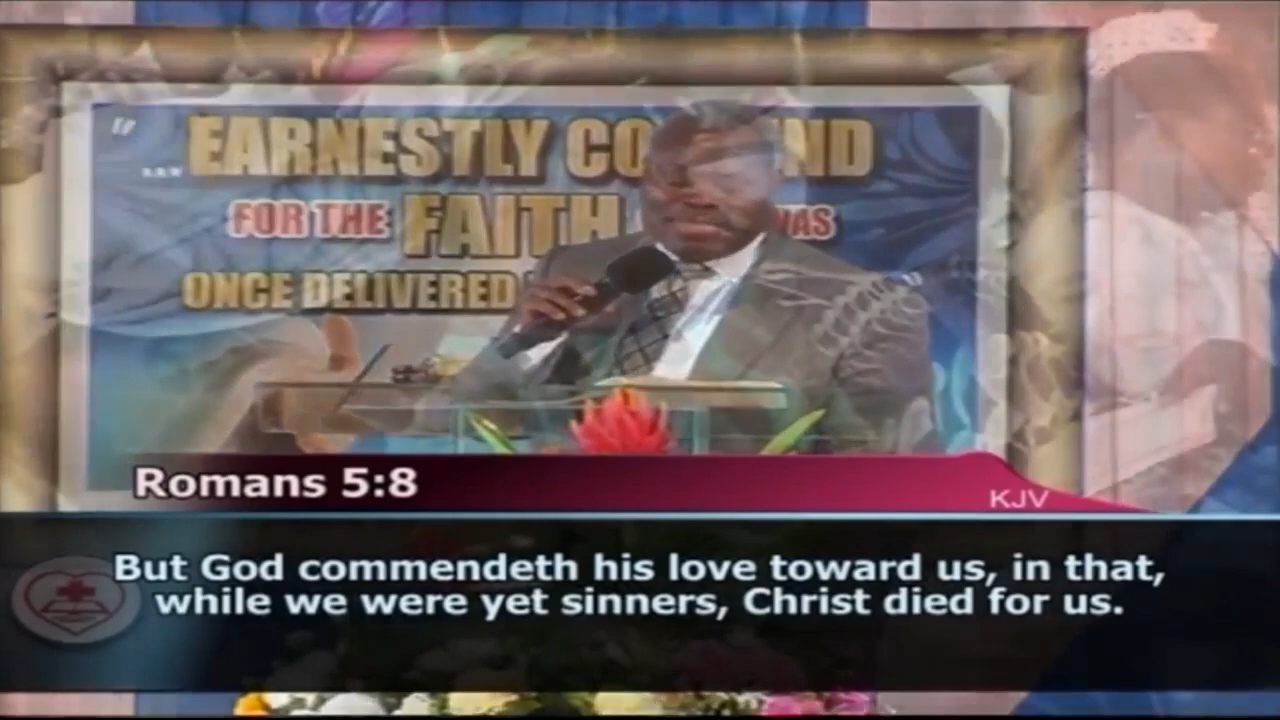 "
... EARNESTLY CO ND
FOR THE FAITH WAS
ONCE DELIVERED
"
Romans 5:8
KJV
But God commendeth his love toward us, in that,
while we were yet sinners, Christ died for us.